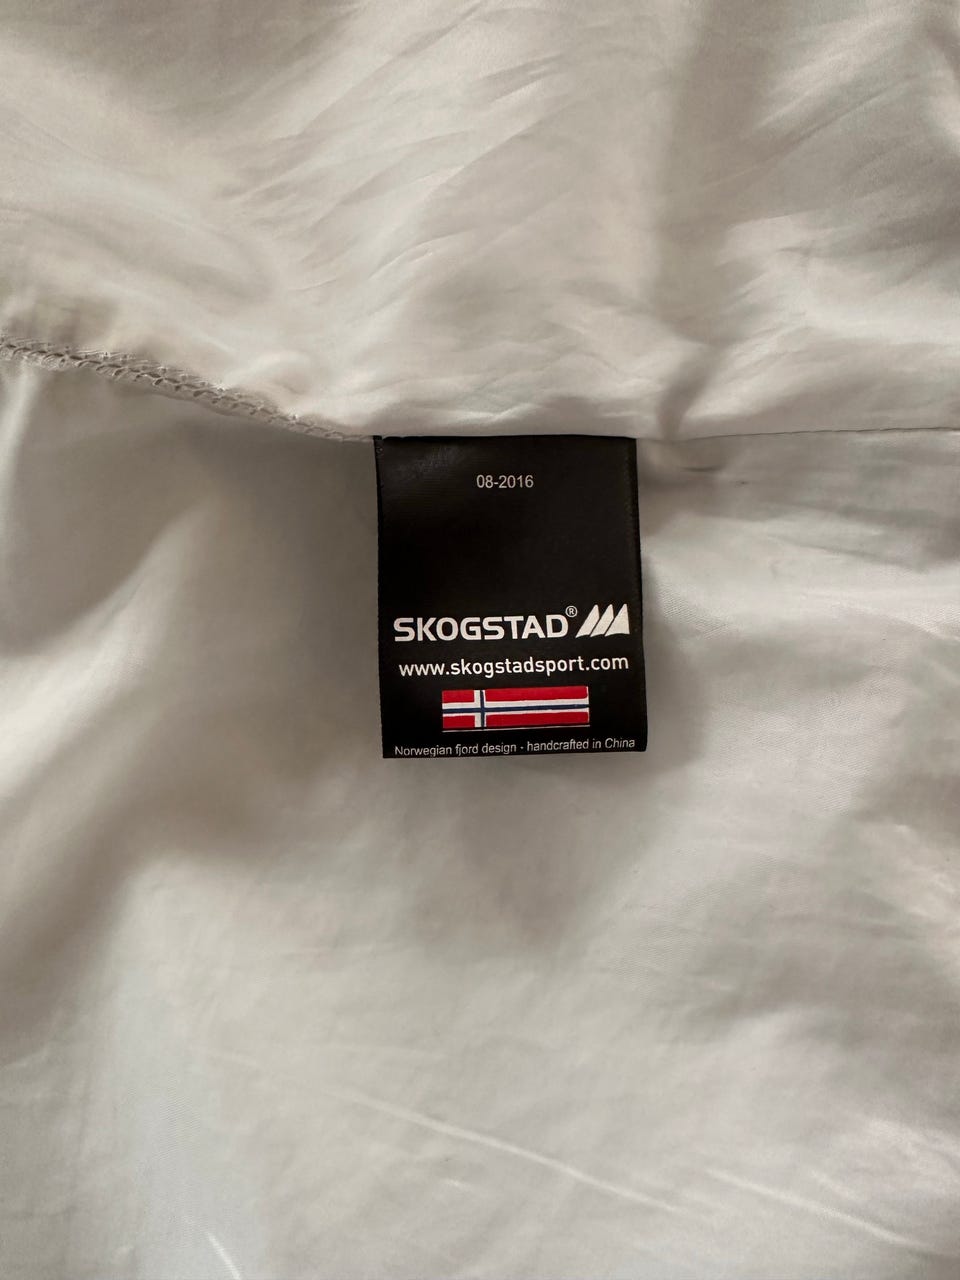 08-2016
SKOGSTAD®
www.skogstadsport.com
Norwegian fjord design - handcrafted in China